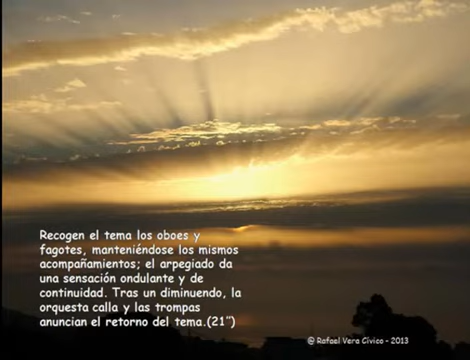 Recogen el tema los oboes y
fagotes, manteniéndose los mismos
acompañamientos; el arpegiado da
una sensación ondulante y de
continuidad. Tras un diminuendo, la
orquesta calla y las trompas
anuncian el retorno del tema.(21”)
@ Rafael Vera Cívico - 2013